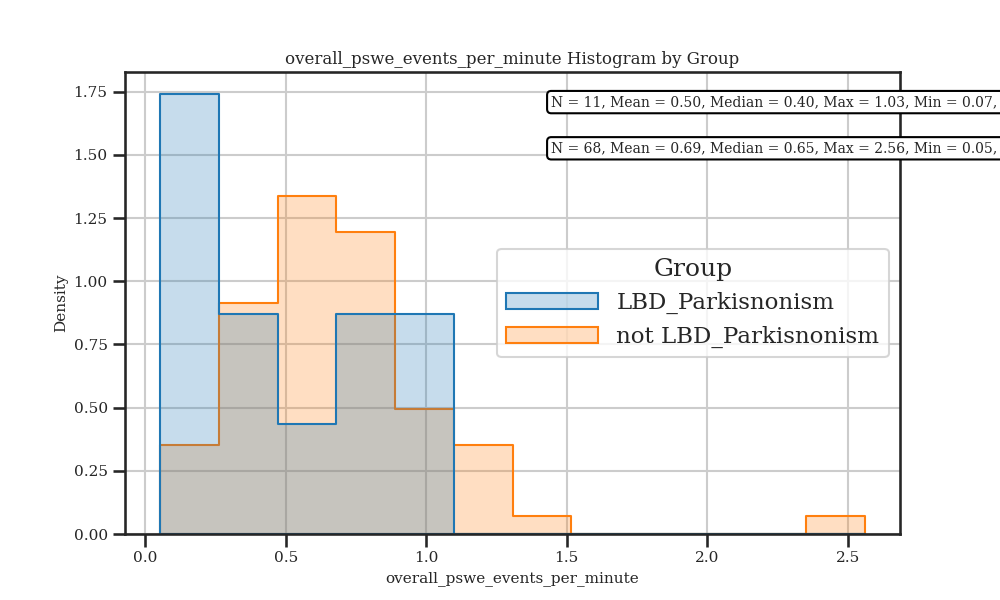 overall_pswe_events_per_minute Histogram by Group
N = 11, Mean = 0.50, Median = 0.40, Max = 1.03, Min = 0.07,
N = 68, Mean = 0.69, Median = 0.65, Max = 2.56, Min = 0.05,
Group
LBD_Parkisnonism
not LBD_Parkisnonism
Density
1.75
1.50
1.25
1.00
0.75
0.50
0.25
0.00
0.0 0.5 1.0 1.5 2.0 2.5
overall_pswe_events_per_minute